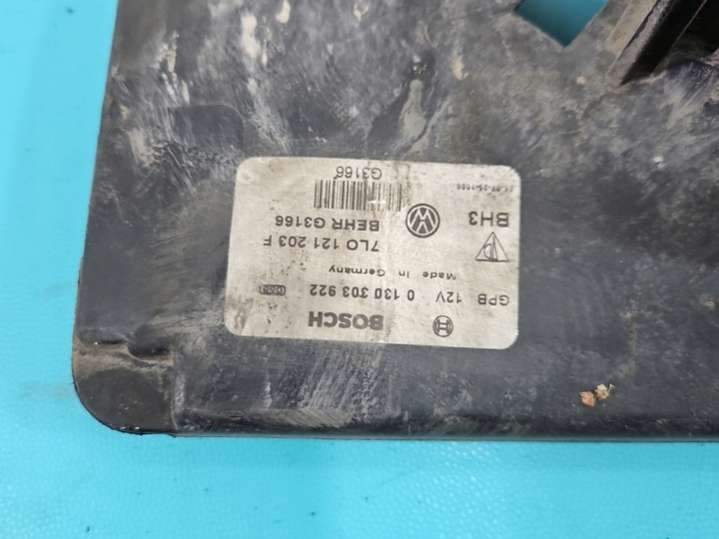 BOSCH
GPB 12V 0 130 303 922
Made In Germany
7L0 121 203 F
BH3 BEHR G3166
G3166